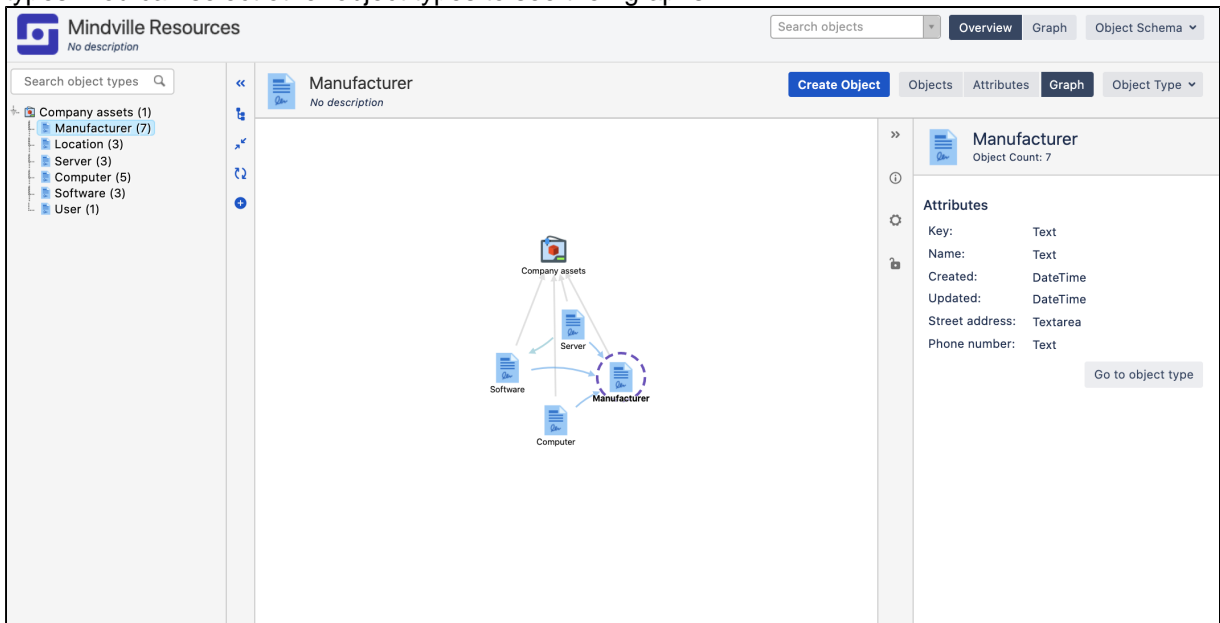 Mindville Resources
No description
Search objects
Overview
Graph
Object Schema
Search object types
Company assets (1)
Manufacturer (7)
Location (3)
Server (3)
Computer (5)
Software (3)
User (1)
Manufacturer
No description
Create Object
Objects
Attributes
Graph
Object Type
Company assets
Server
Software
Manufacturer
Computer
Manufacturer
Object Count: 7
Attributes
Key: Text
Name: Text
Created: DateTime
Updated: DateTime
Street address: Textarea
Phone number: Text
Go to object type